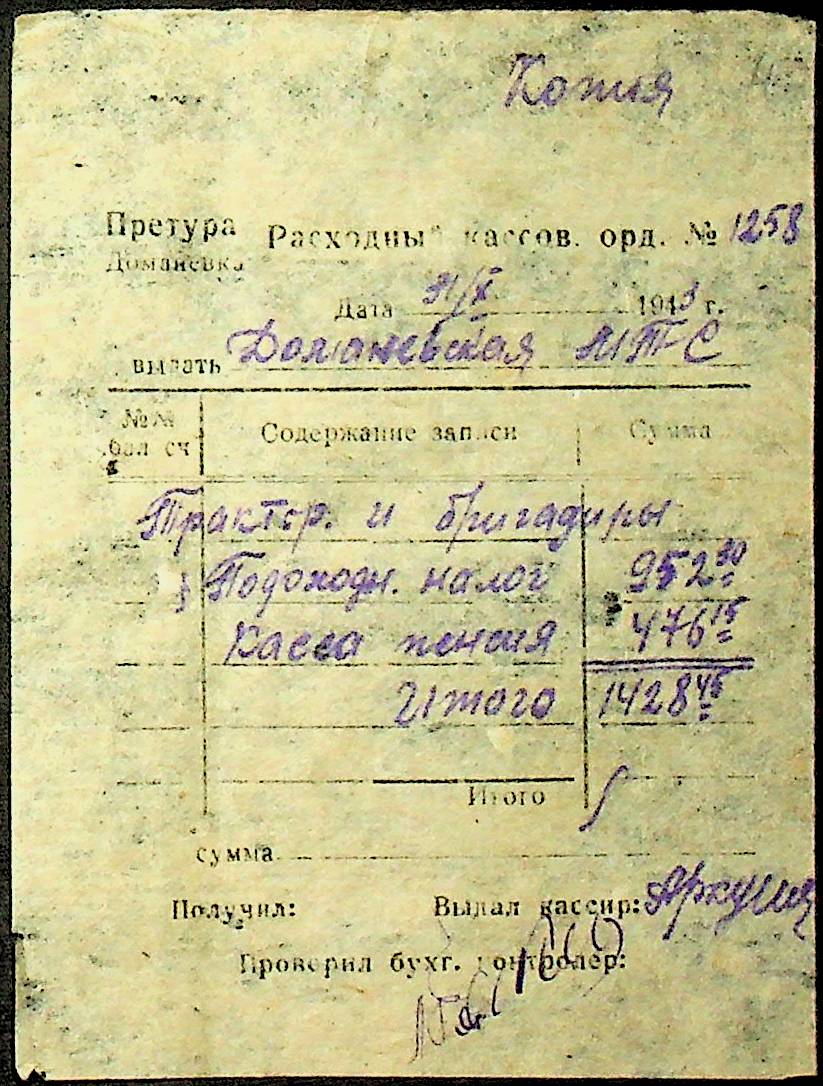 Копия
Претура Расходный кассов. орд. № 1258
Доманевка
Дата 31/X 1943 г.
выдать Доманевская МТС
№№ бал сч Содержание записи Сумма
Трактор. и бригадиры
Подоходн. налог 952 30
Касса пенсия 476 15
Итого 1428 45
Итого
сумма
Получил: Выдал кассир:
Проверил бухг. контролер: